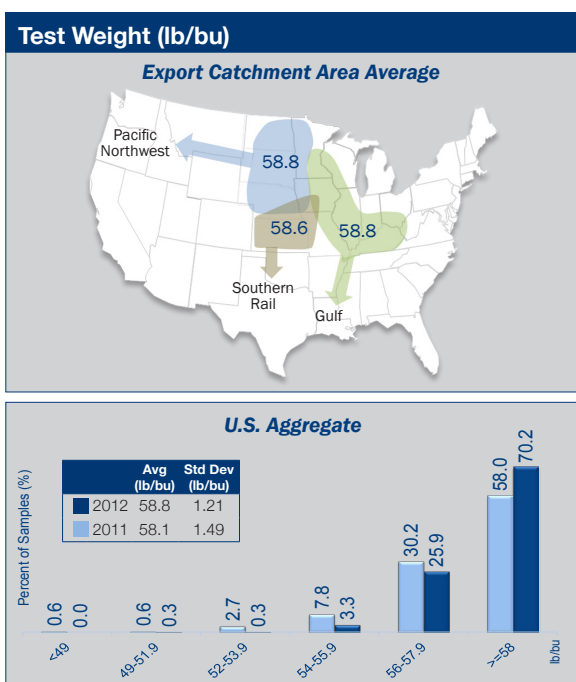 Test Weight (lb/bu)
Export Catchment Area Average
Pacific
Northwest
58.8
58.6
58.8
Southern
Rail
Gulf
U.S. Aggregate
Percent of Samples (%)
Avg Std Dev
(lb/bu) (lb/bu)
2012 58.8 1.21
2011 58.1 1.49
0.6 0.0 0.6 0.3 2.7 0.3 7.8 3.3 30.2 25.9 58.0 70.2
<49 49-51.9 52-53.9 54-55.9 56-57.9 >=58
lb/bu